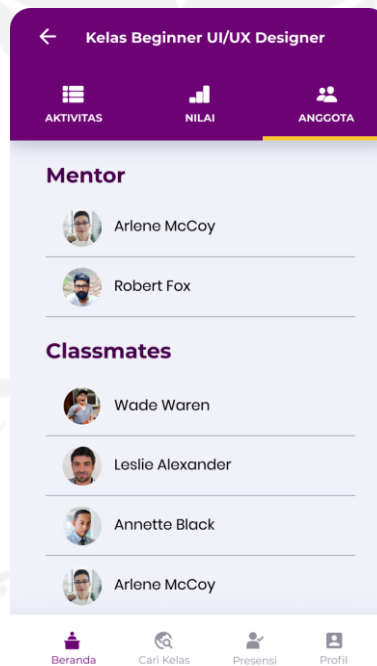 Kelas Beginner UI/UX Designer
AKTIVITAS NILAI ANGGOTA
Mentor
Arlene McCoy
Robert Fox
Classmates
Wade Waren
Leslie Alexander
Annette Black
Arlene McCoy
Beranda Cari Kelas Presensi Profil